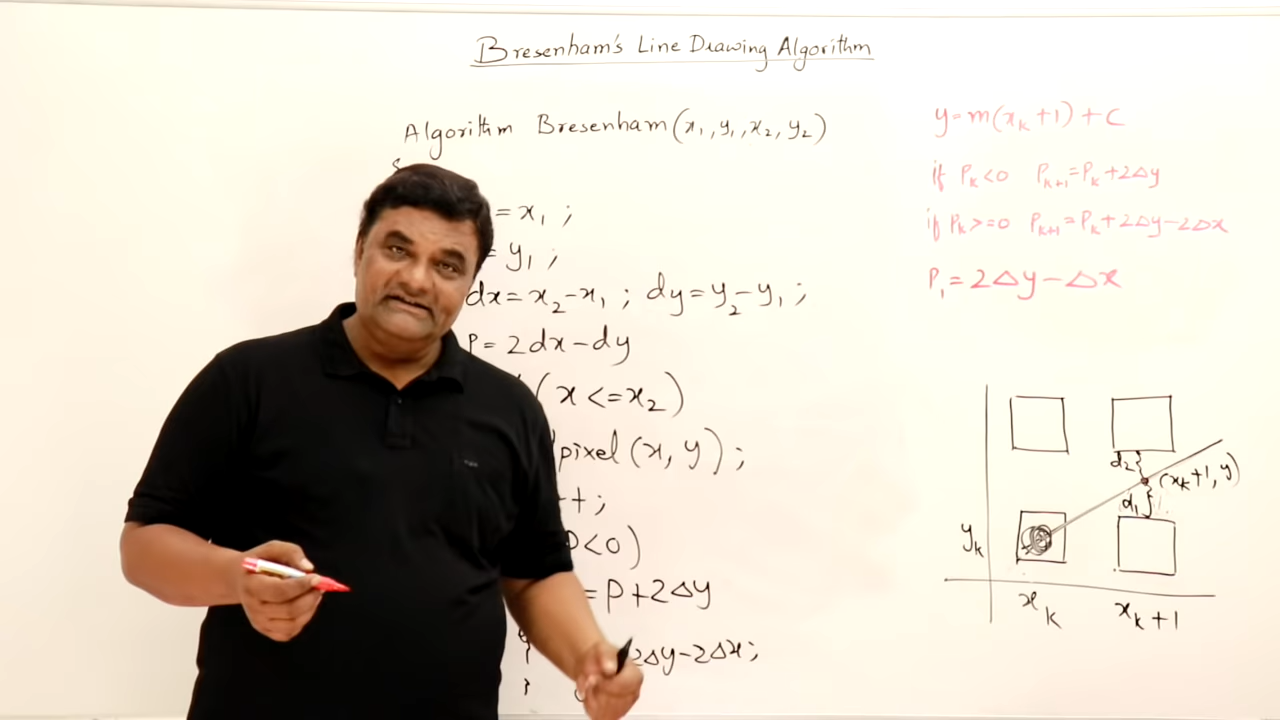 Bresenham's Line Drawing Algorithm
Algorithm Bresenham(x₁,y₁,x₂,y₂)
{
= x₁ ;
= y₁ ;
dx = x₂-x₁ ; dy = y₂-y₁ ;
P = 2dx-dy
(x <= x₂)
pixel(x, y);
+;
P<0)
= P+2Δy
2Δy-2Δx;
}
y=m(xₖ+1)+C
if Pₖ<0 Pₖ₊₁=Pₖ+2Δy
if Pₖ>=0 Pₖ₊₁=Pₖ+2Δy-2Δx
P₁=2Δy-Δx
d₂
(xₖ+1, y)
d₁
yₖ
xₖ xₖ+1